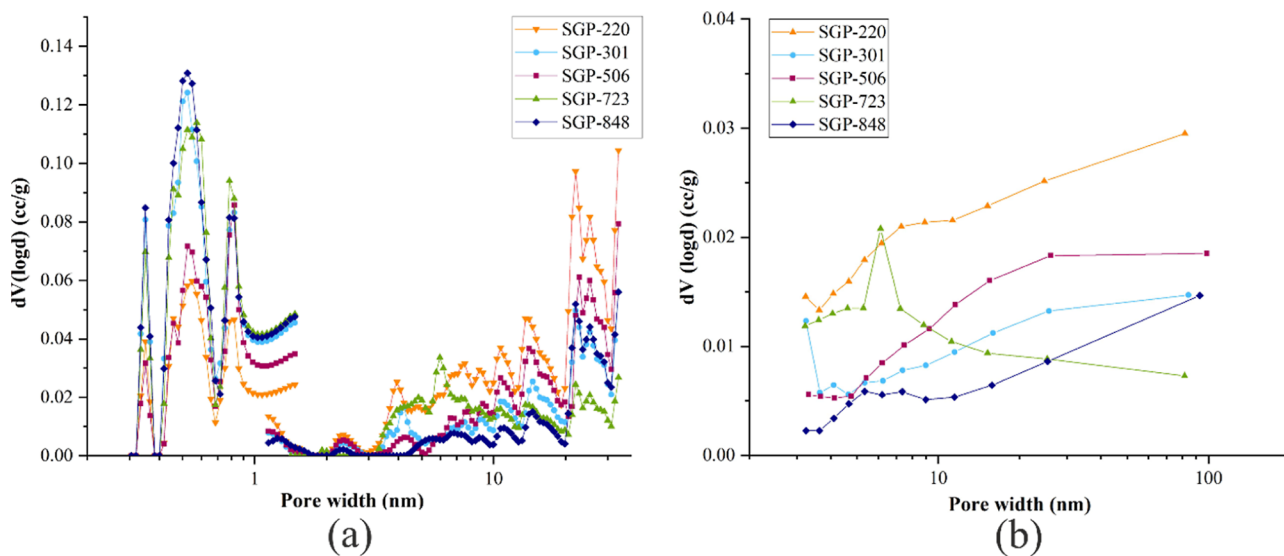 0.14
0.12
0.10
0.08
0.06
0.04
0.02
0.00
dV(logd) (cc/g)
SGP-220
SGP-301
SGP-506
SGP-723
SGP-848
1
10
Pore width (nm)
(a)
0.04
0.03
0.02
0.01
0.00
dV (logd) (cc/g)
SGP-220
SGP-301
SGP-506
SGP-723
SGP-848
10
100
Pore width (nm)
(b)